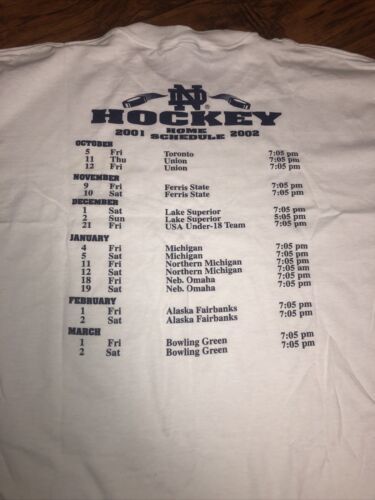 ND ®
HOCKEY
2001 HOME SCHEDULE 2002
OCTOBER
5 Fri Toronto 7:05 pm
11 Thu Union 7:05 pm
12 Fri Union 7:05 pm
NOVEMBER
9 Fri Ferris State 7:05 pm
10 Sat Ferris State 7:05 pm
DECEMBER
1 Sat Lake Superior 7:05 pm
2 Sun Lake Superior 5:05 pm
21 Fri USA Under-18 Team 7:05 pm
JANUARY
4 Fri Michigan 7:05 pm
5 Sat Michigan 7:05 pm
11 Fri Northern Michigan 7:05 pm
12 Sat Northern Michigan 7:05 am
18 Fri Neb. Omaha 7:05 pm
19 Sat Neb. Omaha 7:05 pm
FEBRUARY
1 Fri Alaska Fairbanks 7:05 pm
2 Sat Alaska Fairbanks 7:05 pm
MARCH
1 Fri Bowling Green 7:05 pm
2 Sat Bowling Green 7:05 pm